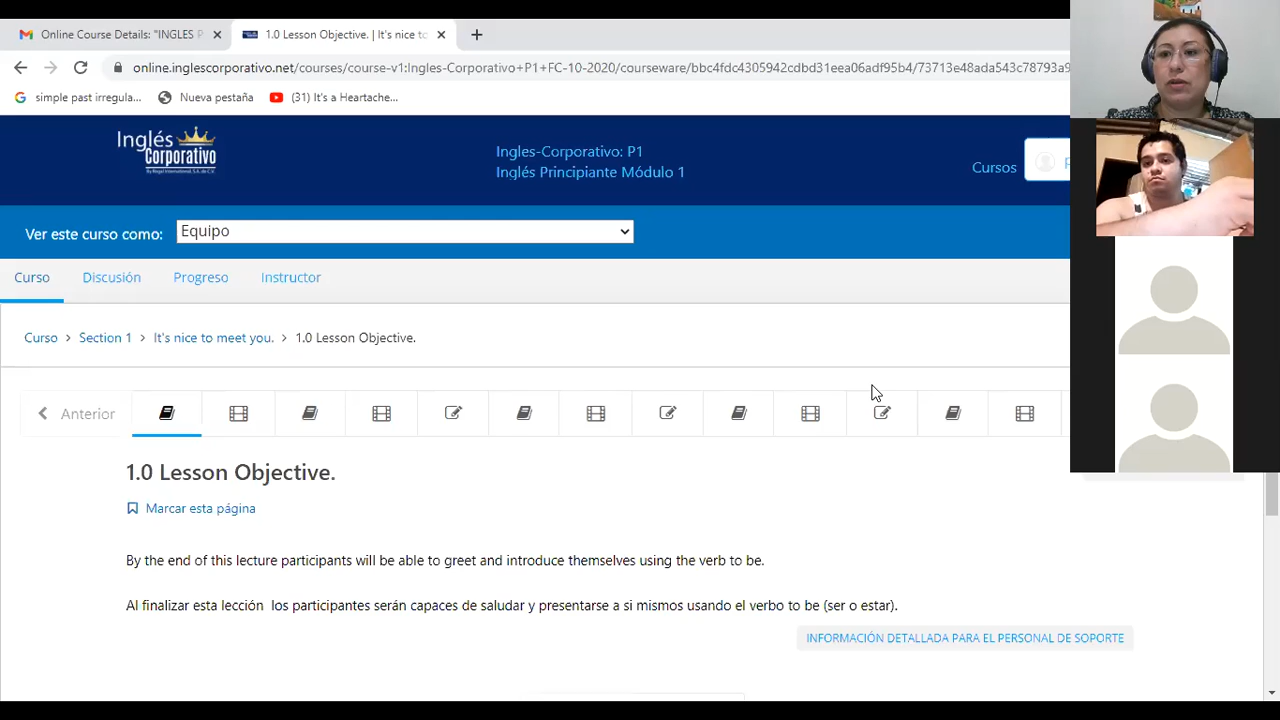 Online Course Details: "INGLES P
1.0 Lesson Objective. | It's nice to
online.inglescorporativo.net/courses/course-v1:Ingles-Corporativo+P1+FC-10-2020/courseware/bbc4fdc4305942cdbd31eea06adf95b4/73713e48ada543c78793a9
simple past irregula...
Nueva pestaña
(31) It's a Heartache...
Inglés
Corporativo
By Regal International, S.A. de C.V.
Ingles-Corporativo: P1
Inglés Principiante Módulo 1
Cursos
Ver este curso como:
Equipo
Curso
Discusión
Progreso
Instructor
Curso > Section 1 > It's nice to meet you. > 1.0 Lesson Objective.
Anterior
1.0 Lesson Objective.
Marcar esta página
By the end of this lecture participants will be able to greet and introduce themselves using the verb to be.
Al finalizar esta lección los participantes serán capaces de saludar y presentarse a si mismos usando el verbo to be (ser o estar).
INFORMACIÓN DETALLADA PARA EL PERSONAL DE SOPORTE